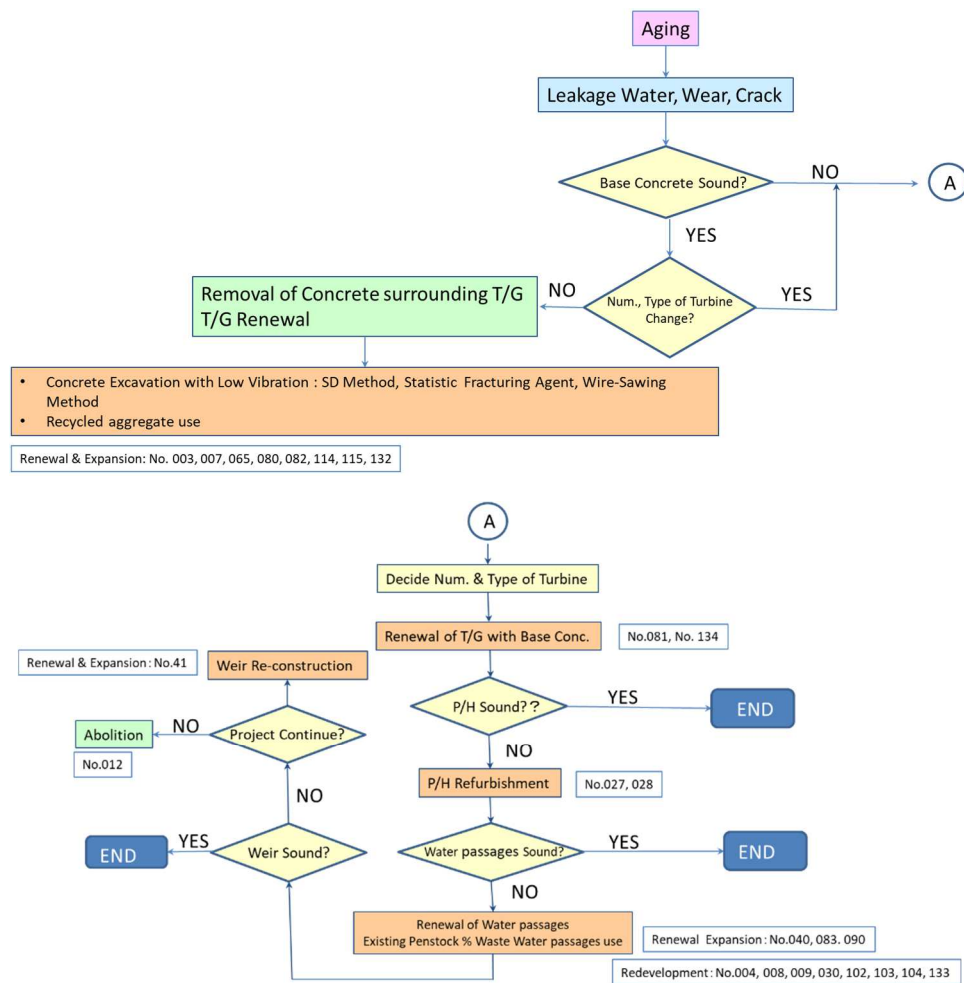 Aging
Leakage Water, Wear, Crack
Base Concrete Sound?
NO
A
YES
Num., Type of Turbine
Change?
NO
YES
Removal of Concrete surrounding T/G
T/G Renewal
• Concrete Excavation with Low Vibration : SD Method, Statistic Fracturing Agent, Wire-Sawing
Method
• Recycled aggregate use
Renewal & Expansion: No. 003, 007, 065, 080, 082, 114, 115, 132
A
Decide Num. & Type of Turbine
Renewal of T/G with Base Conc.
No.081, No. 134
Renewal & Expansion: No.41
Weir Re-construction
P/H Sound??
YES
END
Abolition
NO
Project Continue?
No.012
NO
P/H Refurbishment
No.027, 028
NO
END
YES
Weir Sound?
Water passages Sound?
YES
END
NO
Renewal of Water passages
Existing Penstock % Waste Water passages use
Renewal Expansion: No.040, 083. 090
Redevelopment: No.004, 008, 009, 030, 102, 103, 104, 133